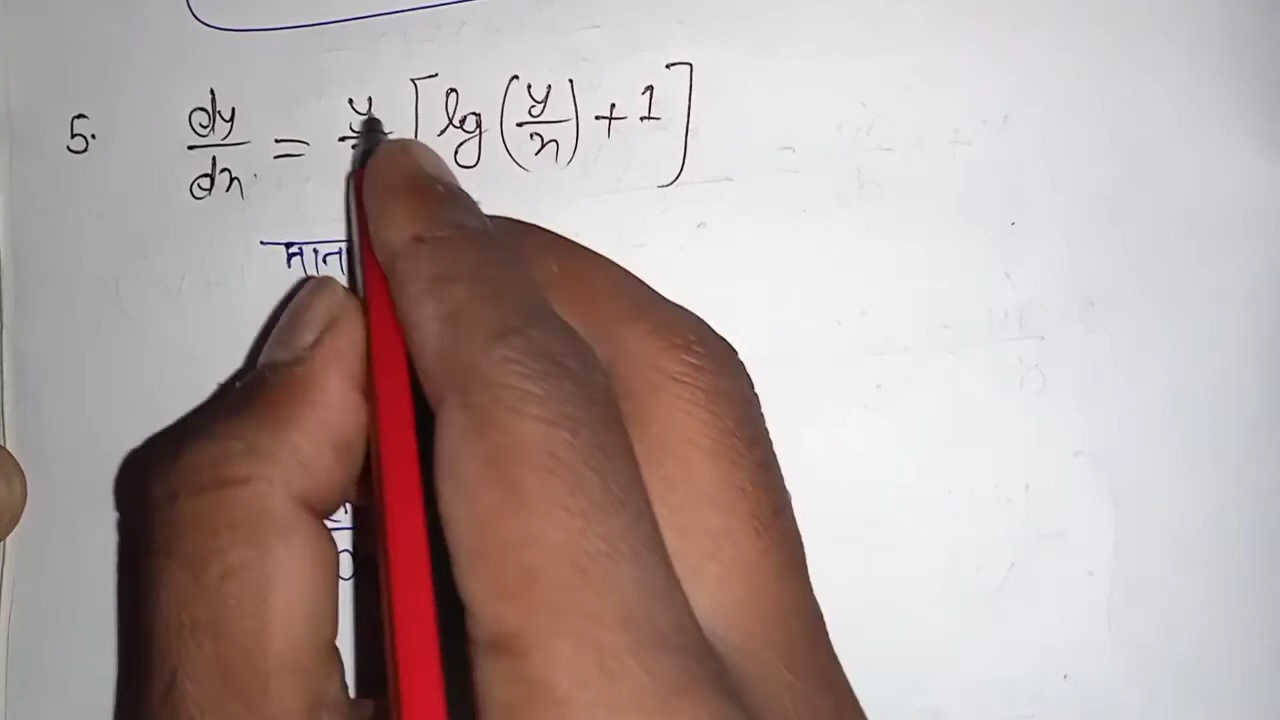 5. dy/dx = y/x [log(y/x) + 1]
माना